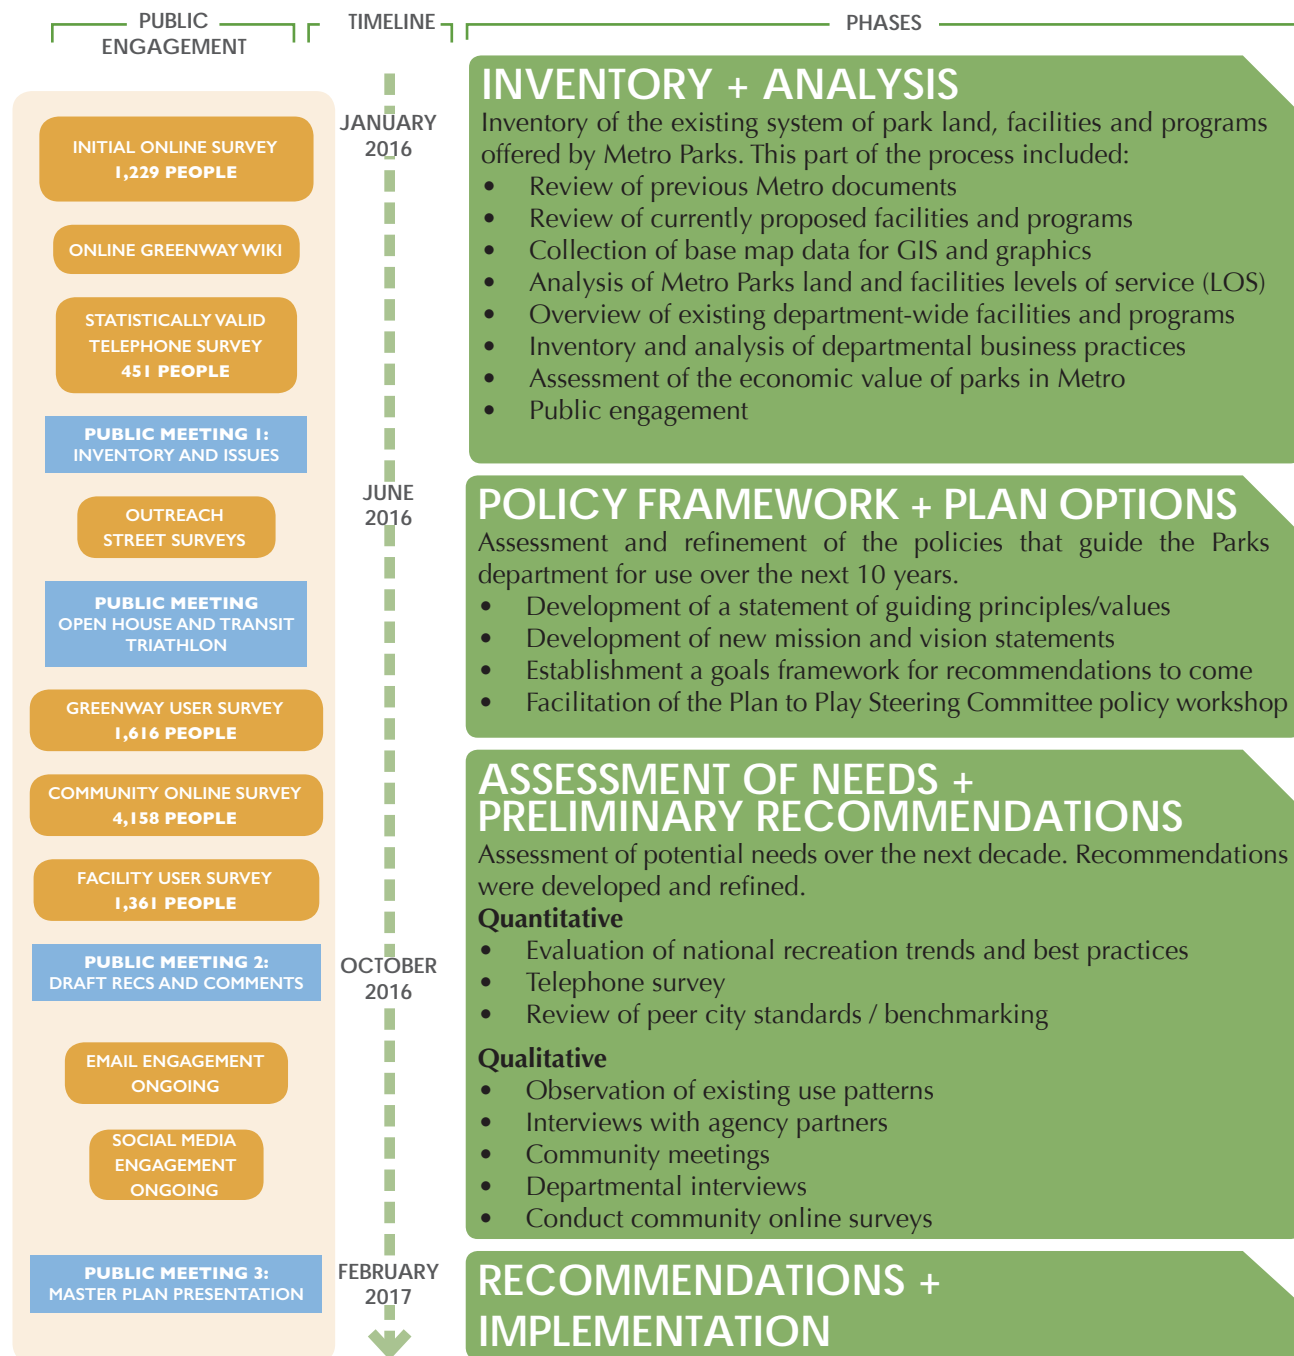 PUBLIC
ENGAGEMENT
TIMELINE
PHASES
INITIAL ONLINE SURVEY
1,229 PEOPLE
ONLINE GREENWAY WIKI
STATISTICALLY VALID
TELEPHONE SURVEY
451 PEOPLE
PUBLIC MEETING 1:
INVENTORY AND ISSUES
OUTREACH
STREET SURVEYS
PUBLIC MEETING
OPEN HOUSE AND TRANSIT
TRIATHLON
GREENWAY USER SURVEY
1,616 PEOPLE
COMMUNITY ONLINE SURVEY
4,158 PEOPLE
FACILITY USER SURVEY
1,361 PEOPLE
PUBLIC MEETING 2:
DRAFT RECS AND COMMENTS
EMAIL ENGAGEMENT
ONGOING
SOCIAL MEDIA
ENGAGEMENT
ONGOING
PUBLIC MEETING 3:
MASTER PLAN PRESENTATION
JANUARY
2016
JUNE
2016
OCTOBER
2016
FEBRUARY
2017
INVENTORY + ANALYSIS
Inventory of the existing system of park land, facilities and programs
offered by Metro Parks. This part of the process included:
• Review of previous Metro documents
• Review of currently proposed facilities and programs
• Collection of base map data for GIS and graphics
• Analysis of Metro Parks land and facilities levels of service (LOS)
• Overview of existing department-wide facilities and programs
• Inventory and analysis of departmental business practices
• Assessment of the economic value of parks in Metro
• Public engagement
POLICY FRAMEWORK + PLAN OPTIONS
Assessment and refinement of the policies that guide the Parks
department for use over the next 10 years.
• Development of a statement of guiding principles/values
• Development of new mission and vision statements
• Establishment a goals framework for recommendations to come
• Facilitation of the Plan to Play Steering Committee policy workshop
ASSESSMENT OF NEEDS +
PRELIMINARY RECOMMENDATIONS
Assessment of potential needs over the next decade. Recommendations
were developed and refined.
Quantitative
• Evaluation of national recreation trends and best practices
• Telephone survey
• Review of peer city standards / benchmarking
Qualitative
• Observation of existing use patterns
• Interviews with agency partners
• Community meetings
• Departmental interviews
• Conduct community online surveys
RECOMMENDATIONS +
IMPLEMENTATION